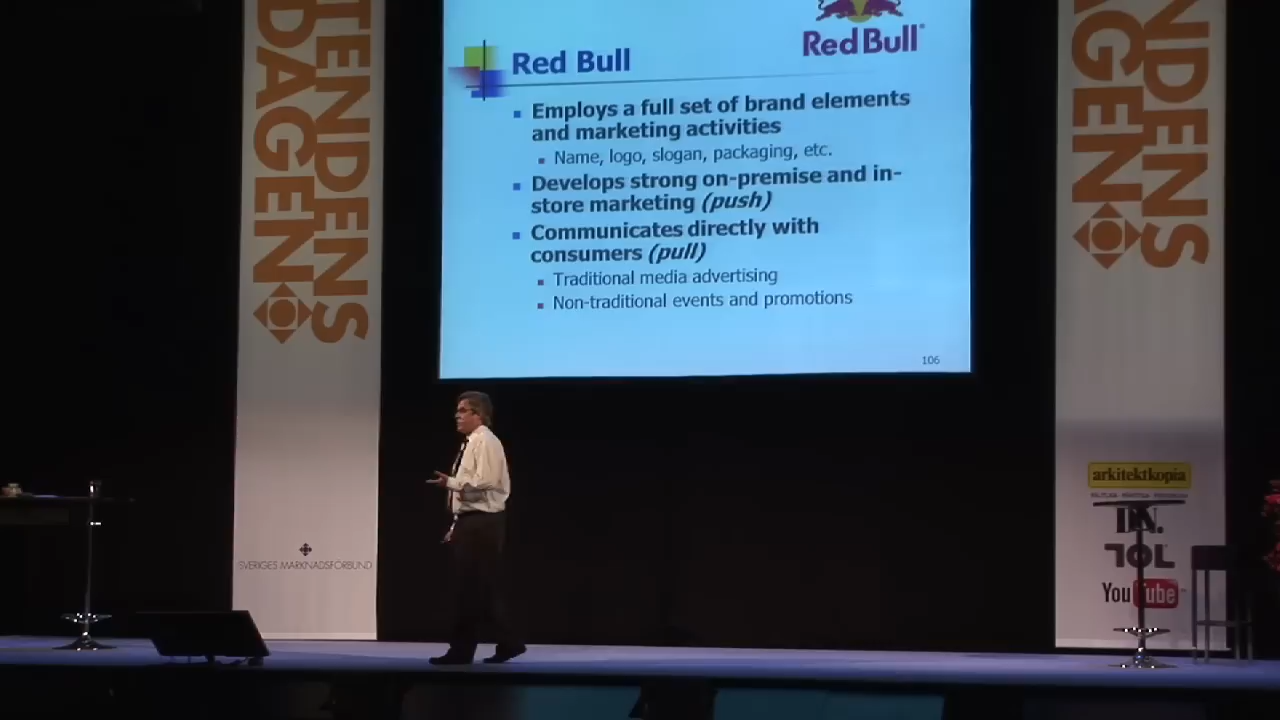 TENDENS
DAGEN
SVERIGES MARKNADSFÖRBUND
Red Bull
Red Bull
Employs a full set of brand elements
and marketing activities
Name, logo, slogan, packaging, etc.
Develops strong on-premise and in-
store marketing (push)
Communicates directly with
consumers (pull)
Traditional media advertising
Non-traditional events and promotions
106
NDENS
AGEN
arkitektkopia
YouTube